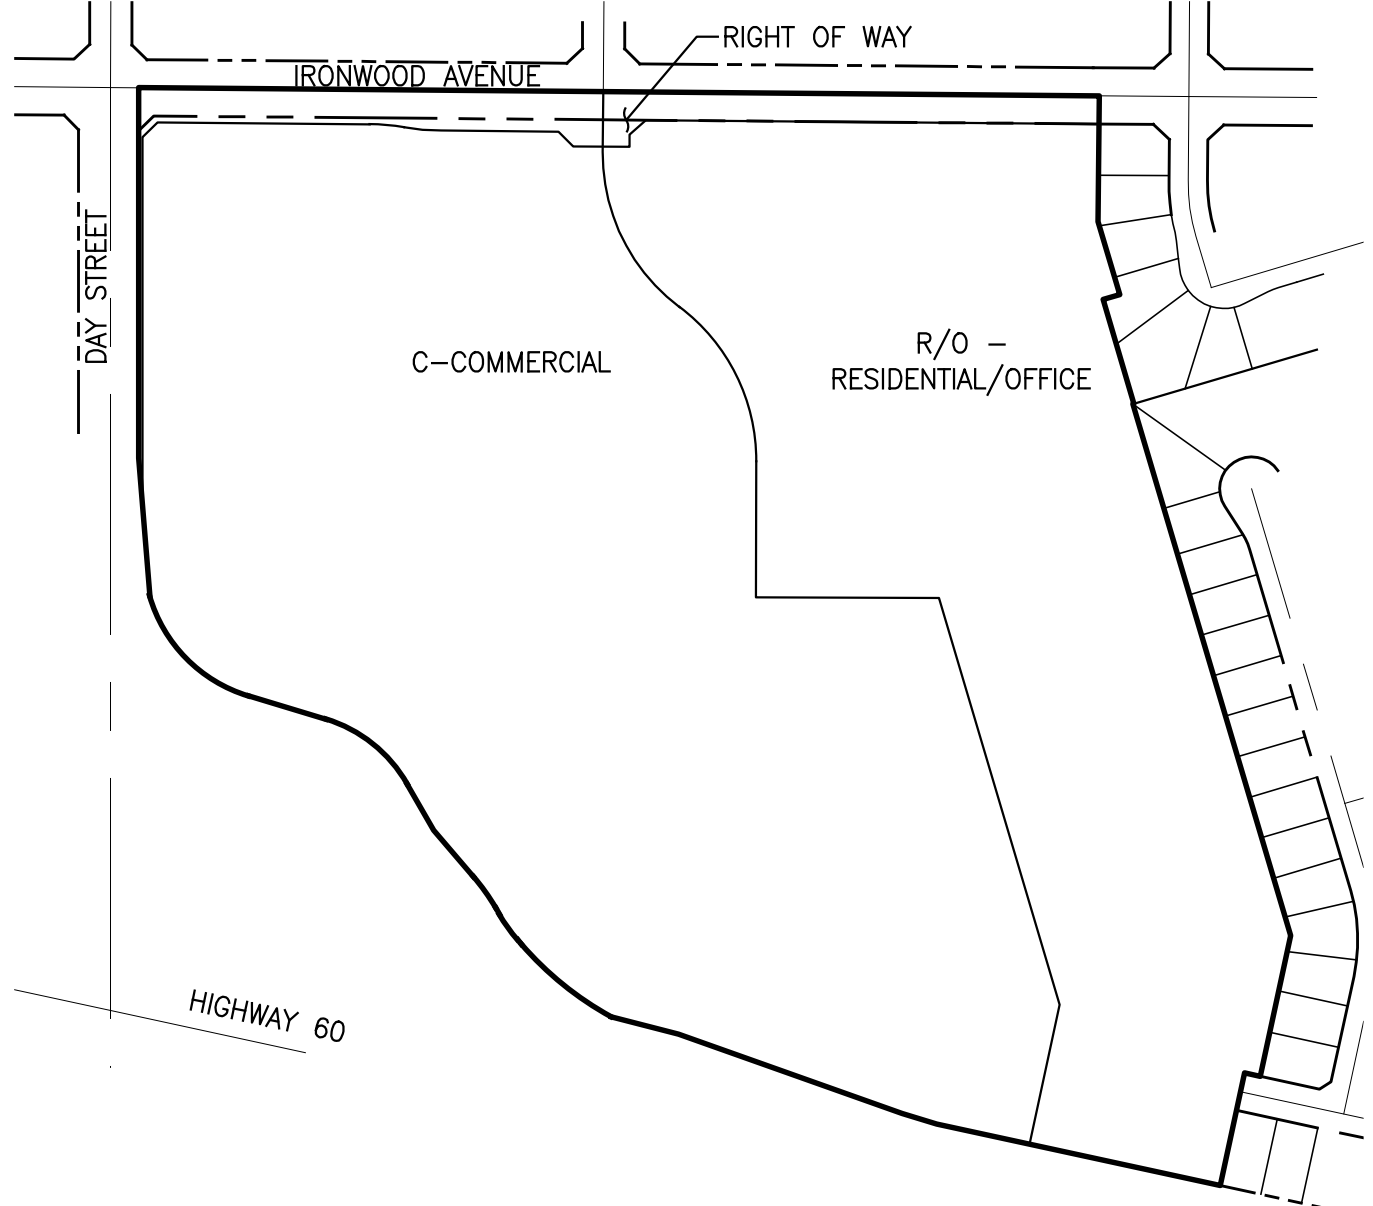 RIGHT OF WAY
IRONWOOD AVENUE
DAY STREET
C-COMMERCIAL
R/O -
RESIDENTIAL/OFFICE
HIGHWAY 60